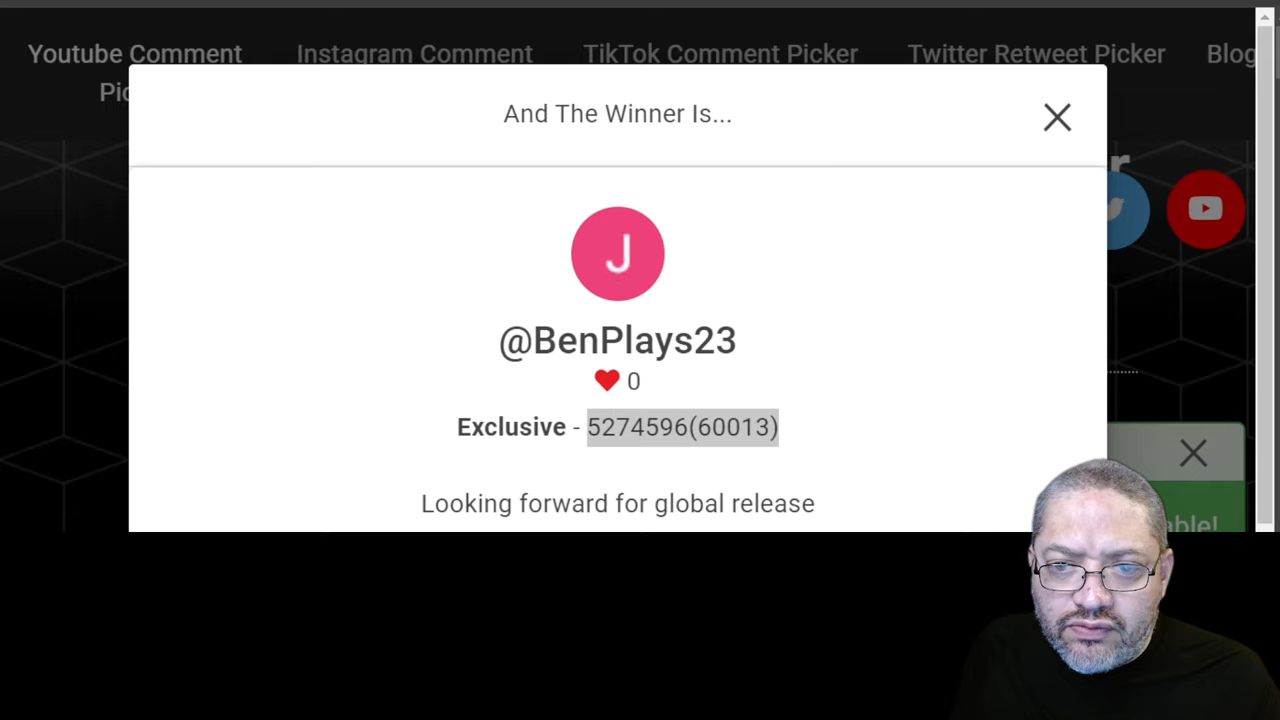 Youtube Comment Instagram Comment TikTok Comment Picker Twitter Retweet Picker Blog
And The Winner Is...
J
@BenPlays23
0
Exclusive - 5274596(60013)
Looking forward for global release